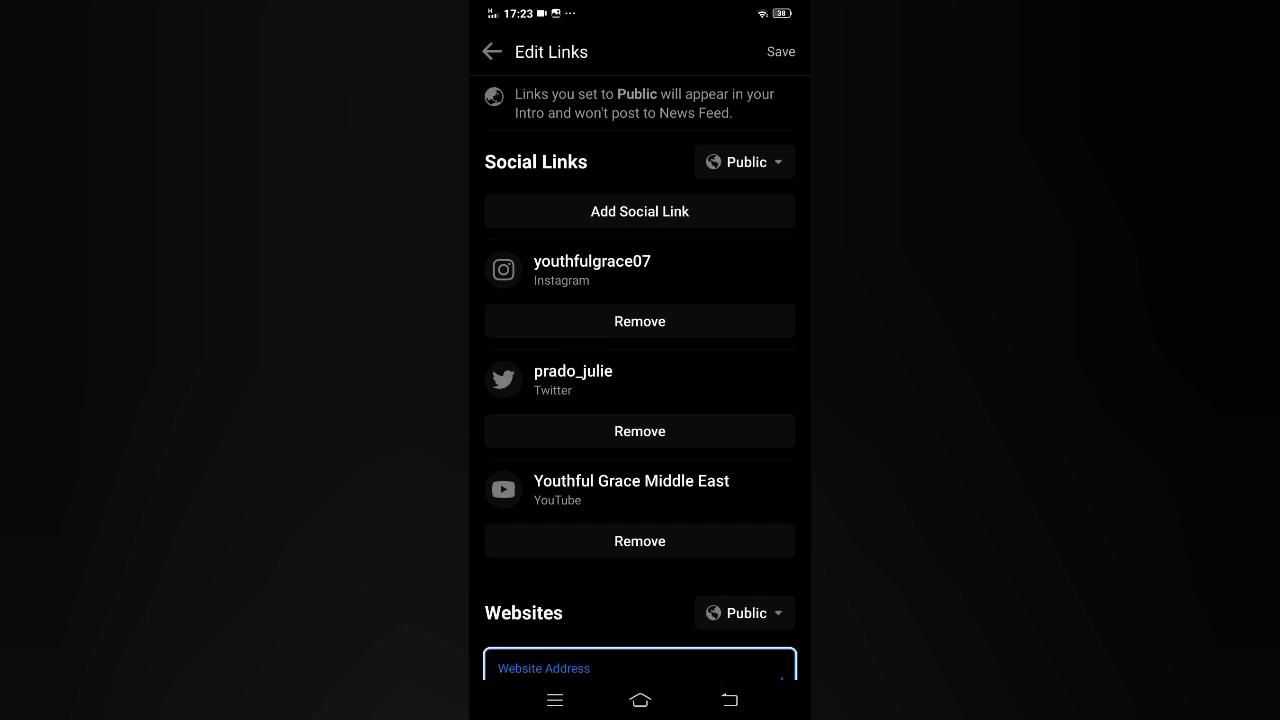 H 17:23 ... 38
Edit Links
Save
Links you set to Public will appear in your
Intro and won't post to News Feed.
Social Links
Public
Add Social Link
youthfulgrace07
Instagram
Remove
prado_julie
Twitter
Remove
Youthful Grace Middle East
YouTube
Remove
Websites
Public
Website Address